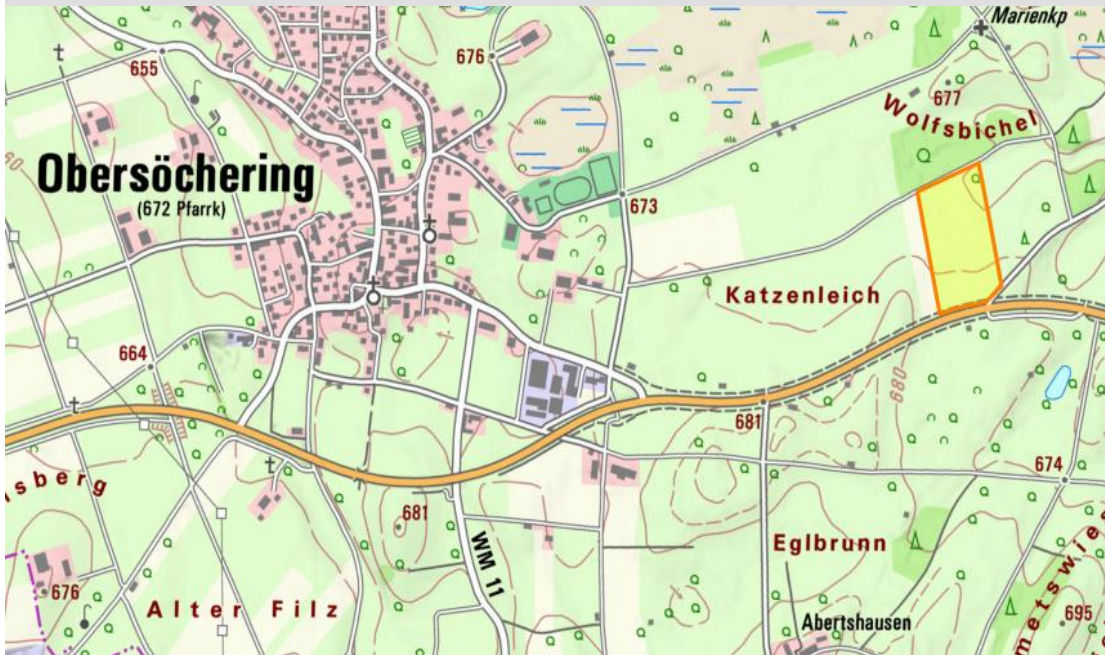 Marienkp
655
676
677
Wolfsbichel
60
Obersöchering
(672 Pfarrk)
673
Katzenleich
664
680
681
674
sberg
681
WM 11
Eglbrunn
676
Alter Filz
Abertshausen
metswie
695